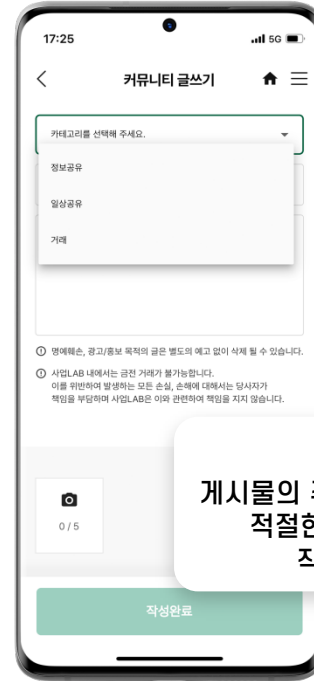 17:25
5G
커뮤니티 글쓰기
카테고리를 선택해 주세요.
정보공유
일상공유
거래
명예훼손, 광고/홍보 목적의 글은 별도의 예고 없이 삭제 될 수 있습니다.
사업LAB 내에서는 금전 거래가 불가능합니다.
이를 위반하여 발생하는 모든 손실, 손해에 대해서는 당사자가
책임을 부담하며 사업LAB은 이와 관련하여 책임을 지지 않습니다.
0 / 5
게시물의
적절한
작성완료